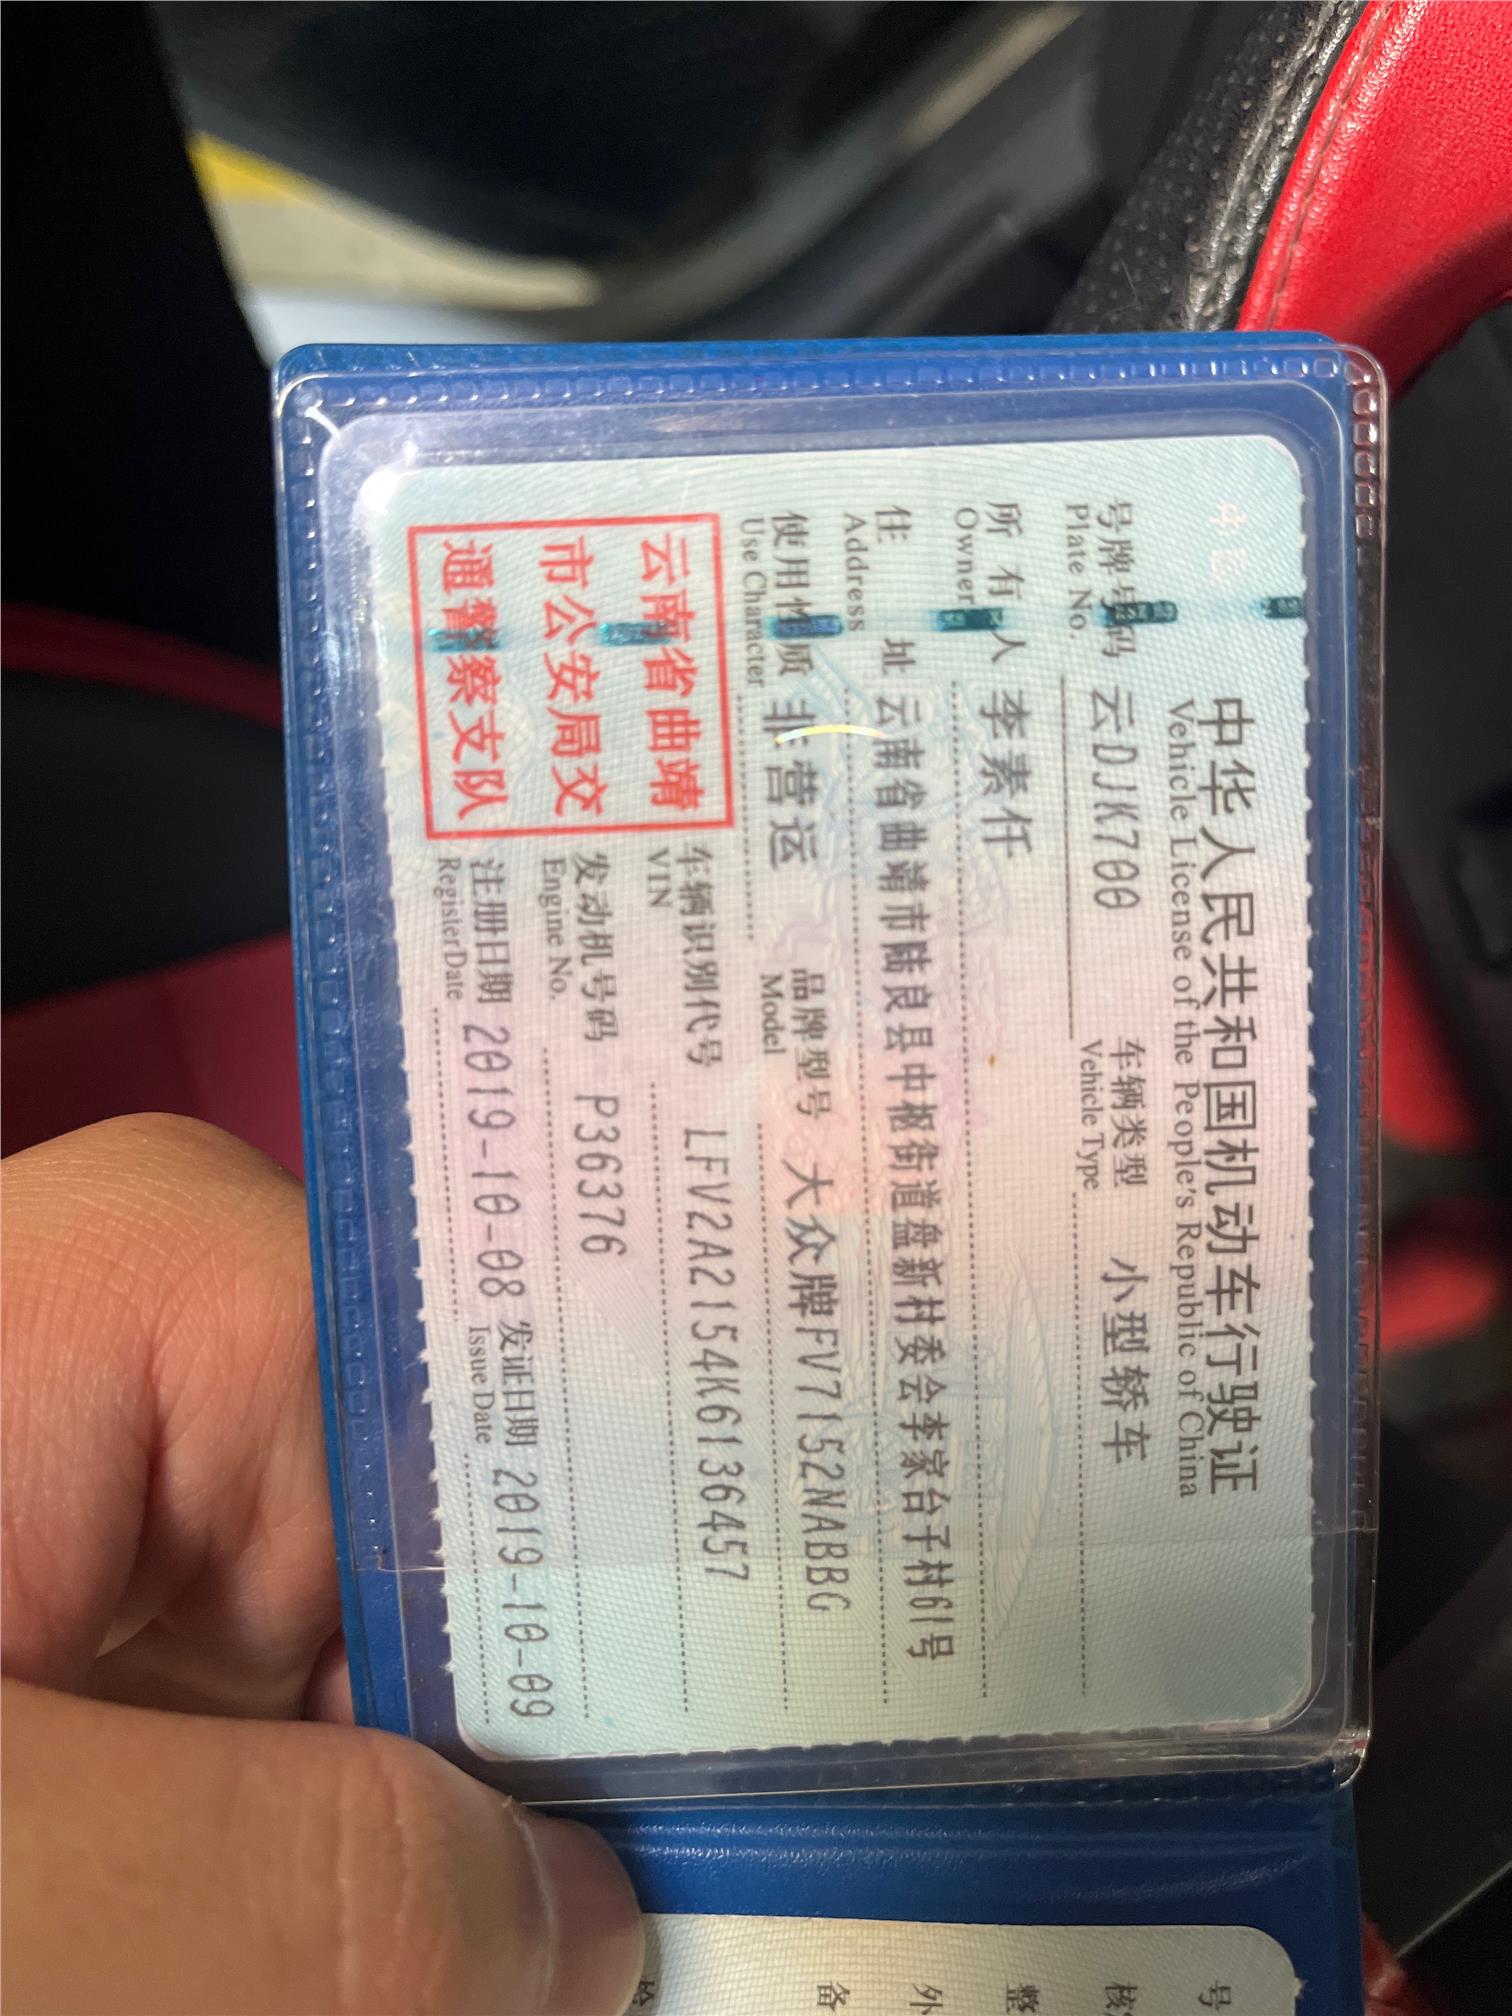 中华人民共和国机动车行驶证
Vehicle License of the People's Republic of China
号牌号码 云DJK700 车辆类型 小型轿车
Plate No. Vehicle Type
所有人 李素仟
Owner
住址 云南省曲靖市陆良县中枢街道盘新村委会李家台子村61号
Address
使用性质 非营运 品牌型号 大众牌FV7152NABBG
Use Character Model
云南省曲靖
市公安局交
通警察支队
车辆识别代号 LFV2A2154K6136457
VIN
发动机号码 P36376
Engine No.
注册日期 2019-10-08 发证日期 2019-10-09
Register Date Issue Date
号
核
整
外
备